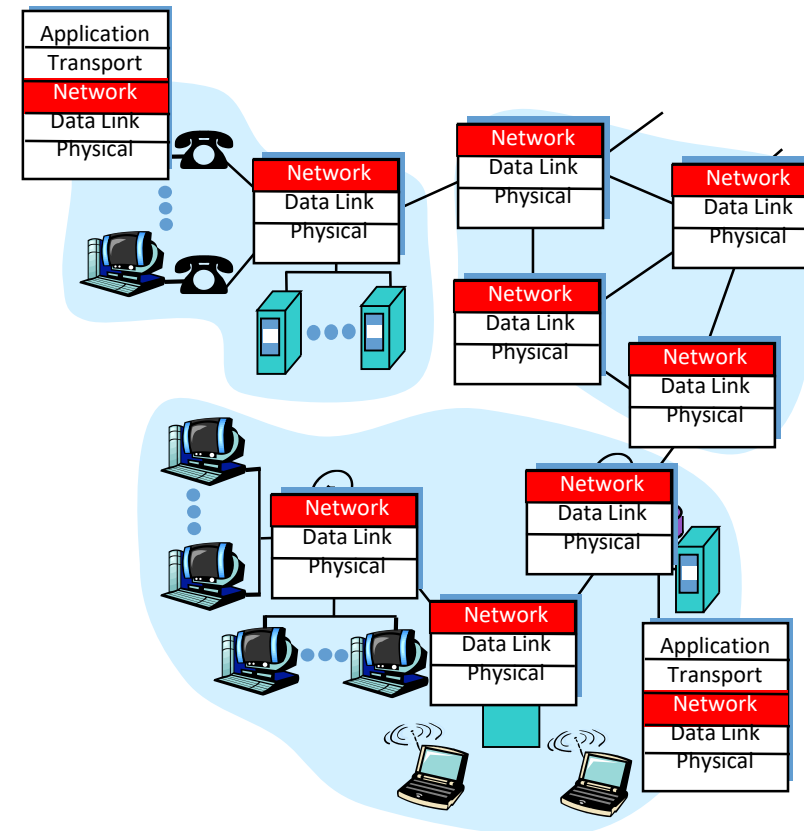 Application
Transport
Network
Data Link
Physical
Network
Data Link
Physical
Network
Data Link
Physical
Network
Data Link
Physical
Network
Data Link
Physical
Network
Data Link
Physical
Network
Data Link
Physical
Network
Data Link
Physical
Network
Data Link
Physical
Application
Transport
Network
Data Link
Physical